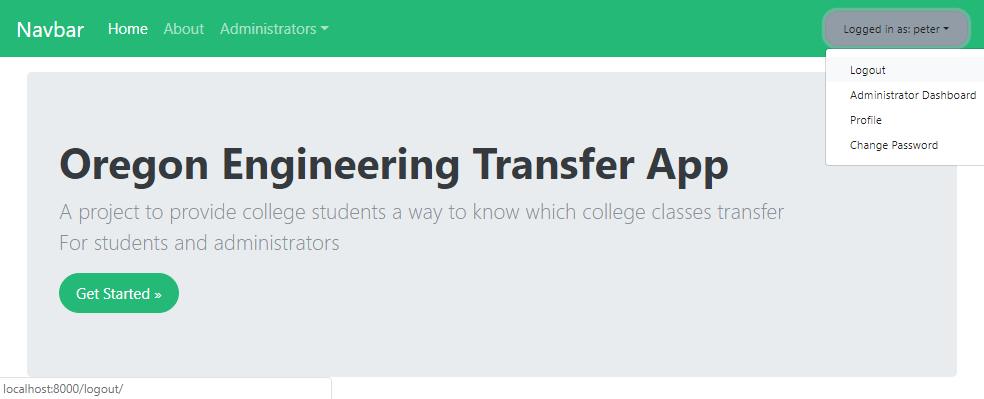 Navbar Home About Administrators Logged in as: peter
Logout
Administrator Dashboard
Profile
Change Password
Oregon Engineering Transfer App
A project to provide college students a way to know which college classes transfer
For students and administrators
Get Started »
localhost:8000/logout/